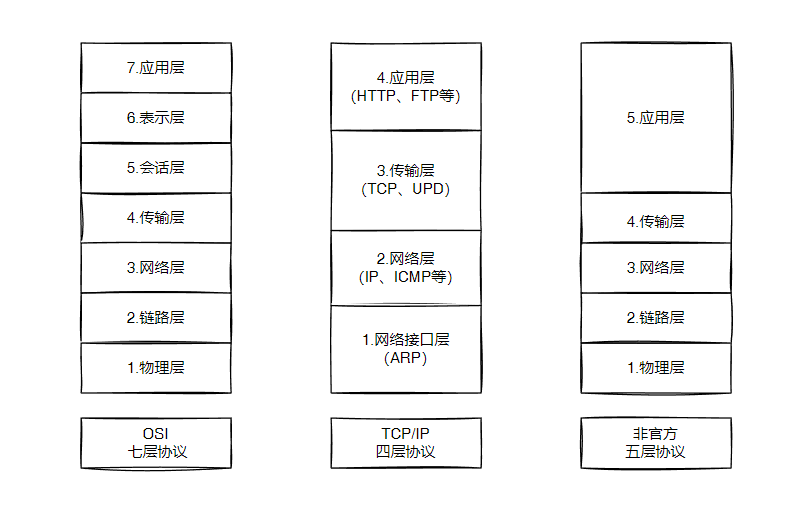 7.应用层
6.表示层
5.会话层
4.传输层
3.网络层
2.链路层
1.物理层
OSI
七层协议
4.应用层
(HTTP、FTP等)
3.传输层
(TCP、UPD)
2.网络层
(IP、ICMP等)
1.网络接口层
(ARP)
TCP/IP
四层协议
5.应用层
4.传输层
3.网络层
2.链路层
1.物理层
非官方
五层协议